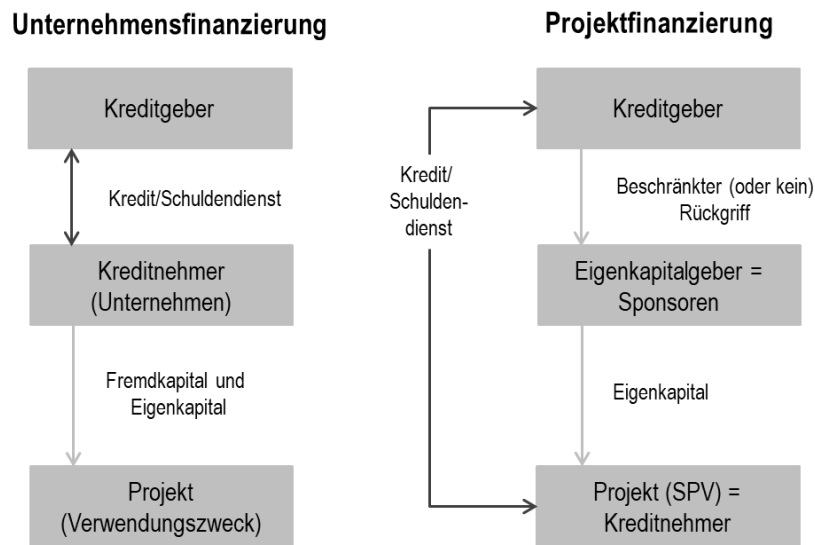 Unternehmensfinanzierung
Kreditgeber
Kredit/Schuldendienst
Kreditnehmer
(Unternehmen)
Fremdkapital und
Eigenkapital
Projekt
(Verwendungszweck)
Projektfinanzierung
Kreditgeber
Kredit/
Schulden-
dienst
Beschränkter (oder kein)
Rückgriff
Eigenkapitalgeber =
Sponsoren
Eigenkapital
Projekt (SPV) =
Kreditnehmer